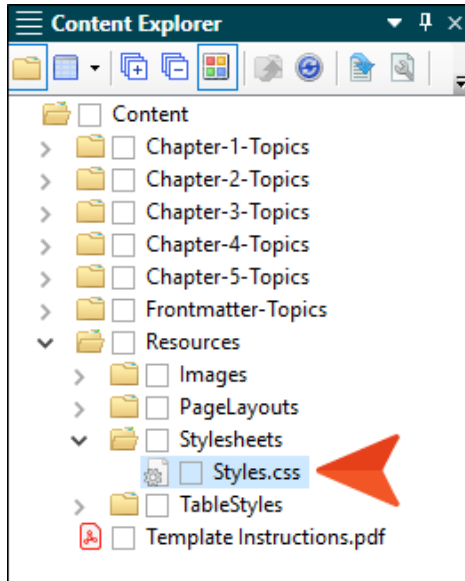 Content Explorer
Content
Chapter-1-Topics
Chapter-2-Topics
Chapter-3-Topics
Chapter-4-Topics
Chapter-5-Topics
Frontmatter-Topics
Resources
Images
PageLayouts
Stylesheets
Styles.css
TableStyles
Template Instructions.pdf